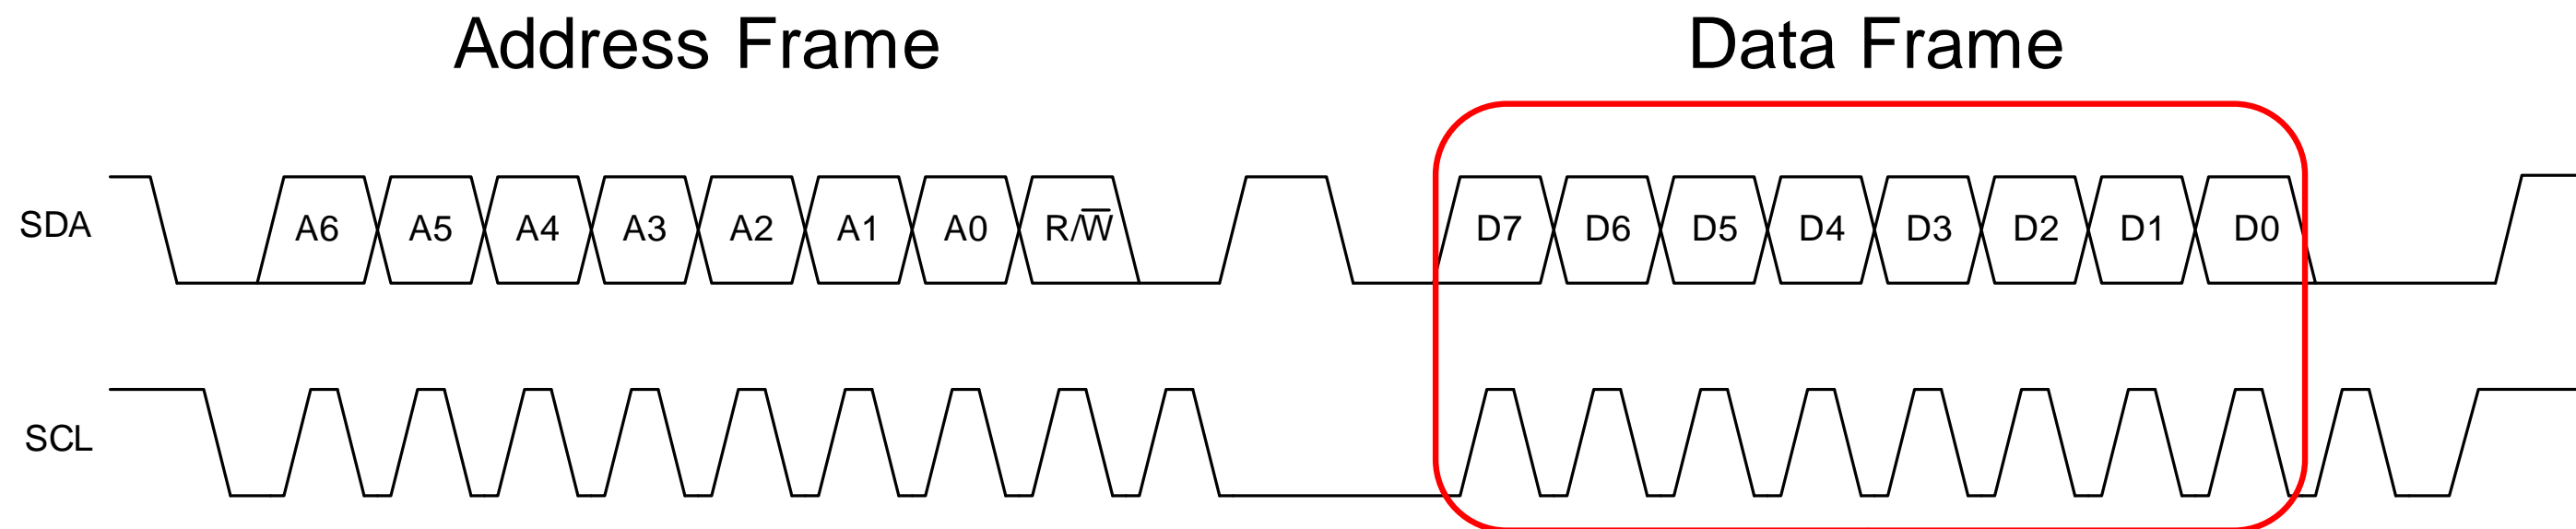 Address Frame
Data Frame
SDA
A6 A5 A4 A3 A2 A1 A0 R/W̅ D7 D6 D5 D4 D3 D2 D1 D0
SCL